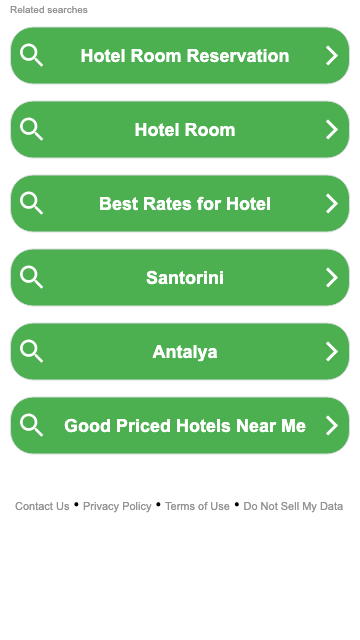 Related searches
Hotel Room Reservation
Hotel Room
Best Rates for Hotel
Santorini
Antalya
Good Priced Hotels Near Me
Contact Us • Privacy Policy • Terms of Use • Do Not Sell My Data